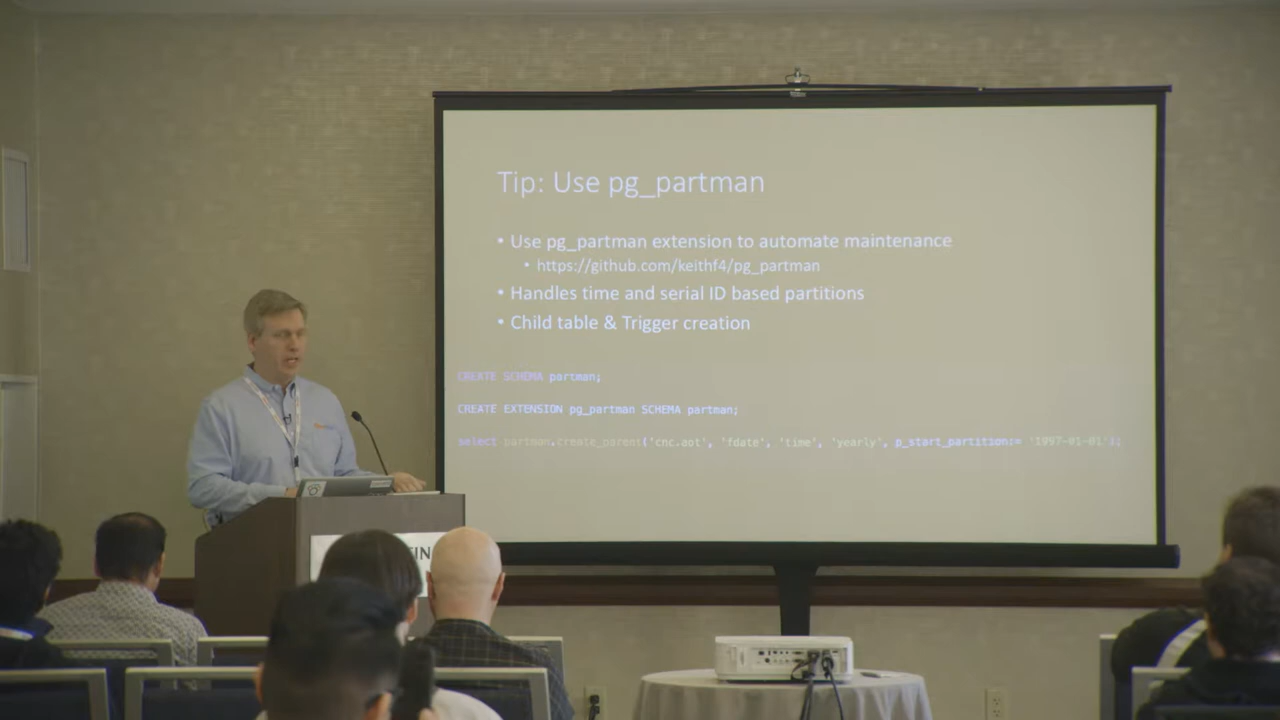 Tip: Use pg_partman
• Use pg_partman extension to automate maintenance
• https://github.com/keithf4/pg_partman
• Handles time and serial ID based partitions
• Child table & Trigger creation
CREATE SCHEMA partman;
CREATE EXTENSION pg_partman SCHEMA partman;
select partman.create_parent('cnc.aot', 'fdate', 'time', 'yearly', p_start_partition:= '1997-01-01');